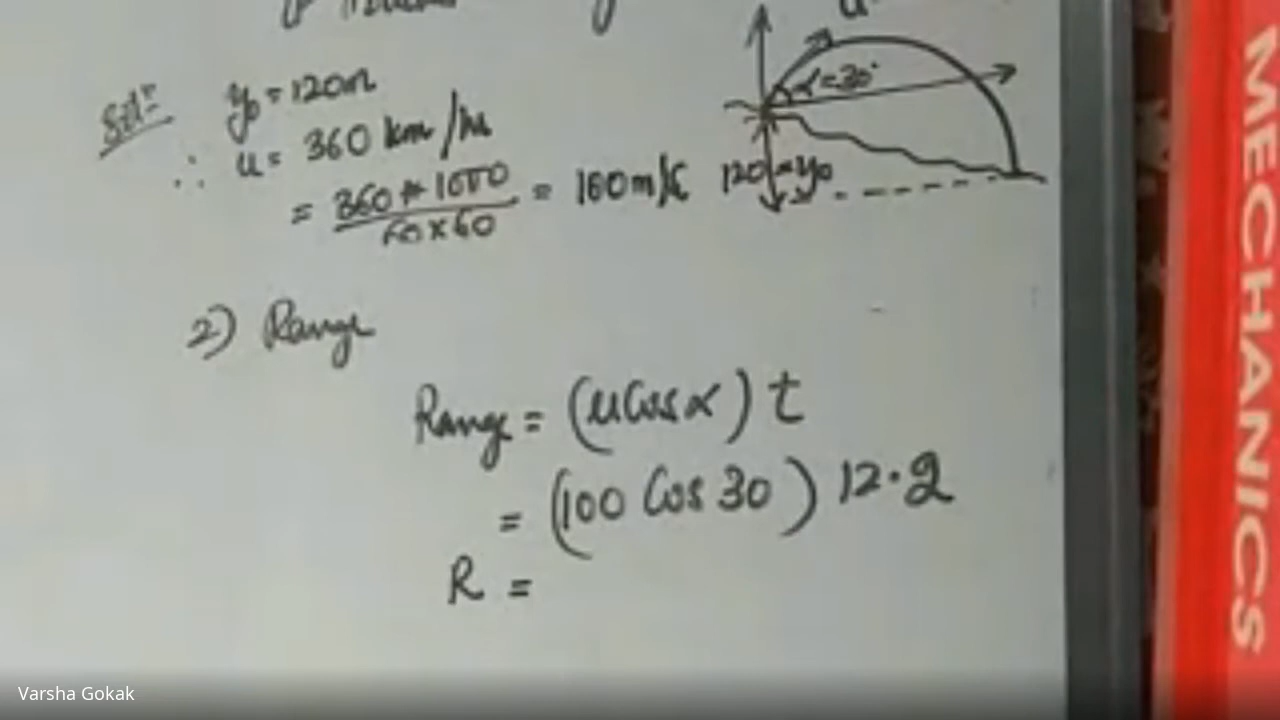 Sol:-
y₀ = 120m
∴ u = 360 km/hr
= 360 * 1000 / 60 x 60 = 100 m/s
u
α = 30°
120 = y₀
2) Range
Range = (u Cos α) t
= (100 Cos 30) 12.2
R =
MECHANICS
Varsha Gokak